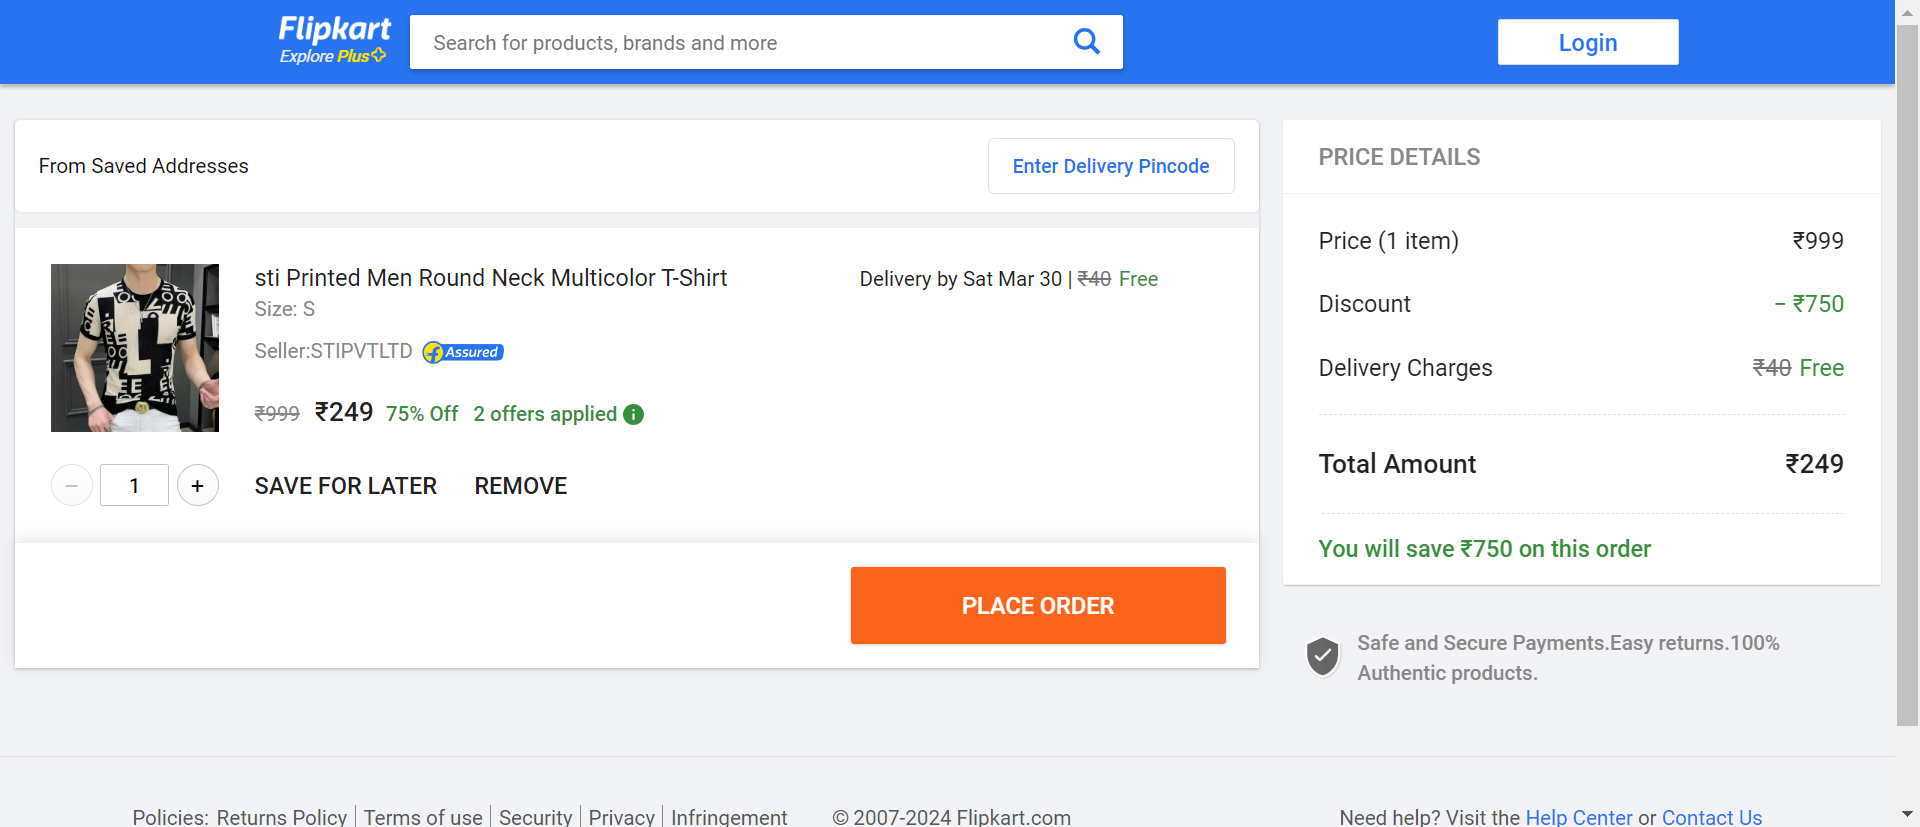 Flipkart
Explore Plus
Search for products, brands and more
Login
From Saved Addresses
Enter Delivery Pincode
sti Printed Men Round Neck Multicolor T-Shirt
Size: S
Seller:STIPVTLTD
f Assured
₹999 ₹249 75% Off 2 offers applied i
Delivery by Sat Mar 30 | ₹40 Free
− 1 +
SAVE FOR LATER
REMOVE
PLACE ORDER
PRICE DETAILS
Price (1 item) ₹999
Discount − ₹750
Delivery Charges ₹40 Free
Total Amount ₹249
You will save ₹750 on this order
Safe and Secure Payments.Easy returns.100%
Authentic products.
Policies: Returns Policy | Terms of use | Security | Privacy | Infringement
© 2007-2024 Flipkart.com
Need help? Visit the Help Center or Contact Us